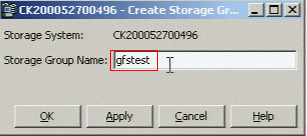 CK200052700496 - Create Storage Gr...
Storage System: CK200052700496
Storage Group Name: gfstest
OK Apply Cancel Help